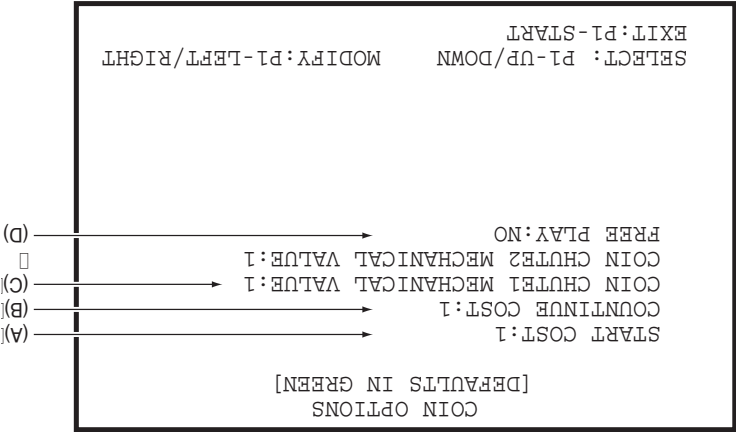 COIN OPTIONS
[DEFAULTS IN GREEN]
START COST:1 (A)
COUNTINUE COST:1 (B)
COIN CHUTE1 MECHANICAL VALUE:1 (C)
COIN CHUTE2 MECHANICAL VALUE:1
FREE PLAY:NO (D)
SELECT: P1-UP/DOWN MODIFY:P1-LEFT/RIGHT
EXIT:P1-START